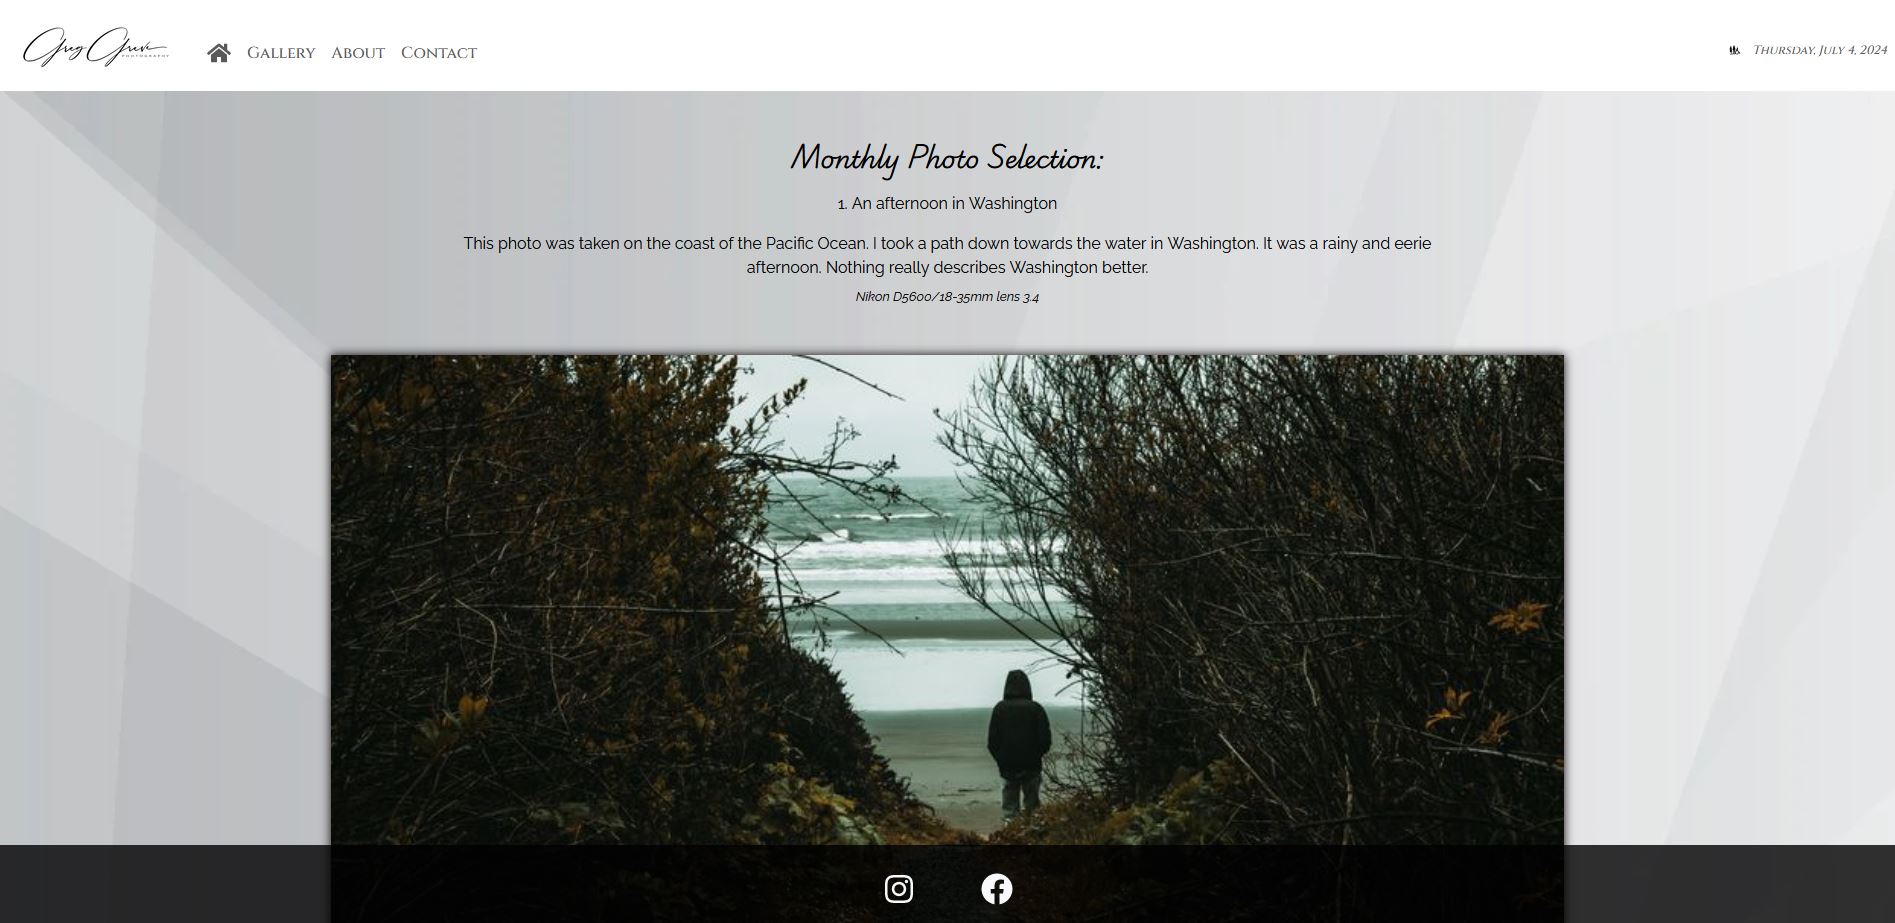 Greg Greve
PHOTOGRAPHY
Gallery About Contact
Thursday, July 4, 2024
Monthly Photo Selection:
1. An afternoon in Washington
This photo was taken on the coast of the Pacific Ocean. I took a path down towards the water in Washington. It was a rainy and eerie
afternoon. Nothing really describes Washington better.
Nikon D5600/18-35mm lens 3.4